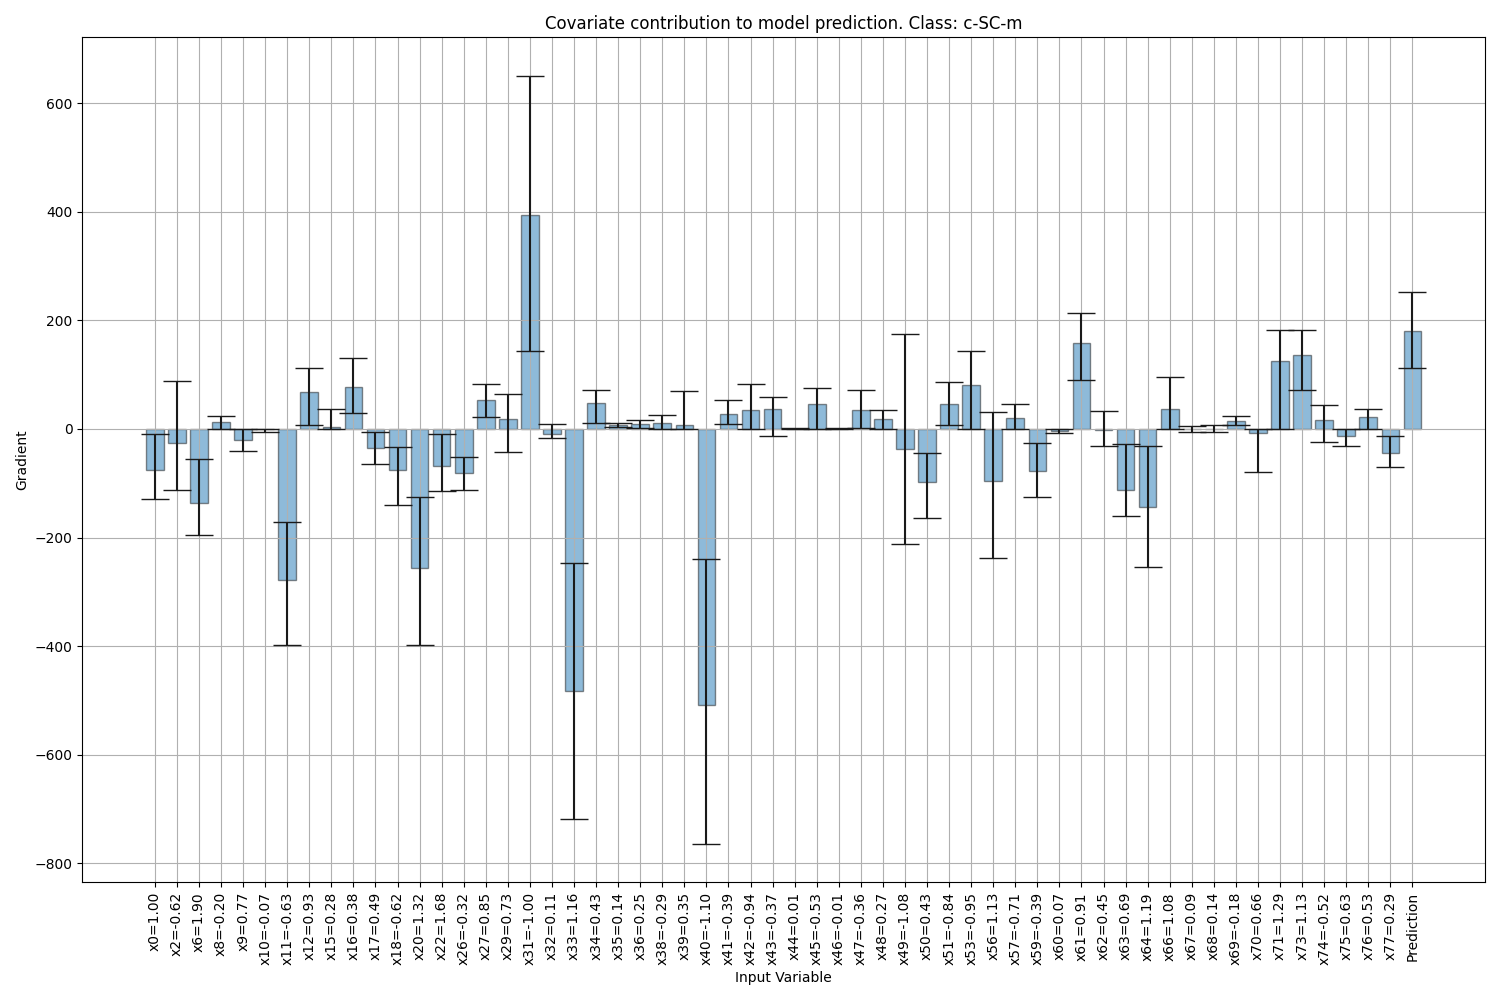 Covariate contribution to model prediction. Class: c-SC-m
Gradient
600
400
200
0
−200
−400
−600
−800
x0=1.00
x2=-0.62
x6=1.90
x8=-0.20
x9=0.77
x10=-0.07
x11=-0.63
x12=0.93
x15=0.28
x16=0.38
x17=0.49
x18=-0.62
x20=1.32
x22=1.68
x26=-0.32
x27=0.85
x29=0.73
x31=-1.00
x32=0.11
x33=1.16
x34=0.43
x35=0.14
x36=0.25
x38=-0.29
x39=0.35
x40=-1.10
x41=-0.39
x42=-0.94
x43=-0.37
x44=0.01
x45=-0.53
x46=-0.01
x47=-0.36
x48=0.27
x49=-1.08
x50=0.43
x51=-0.84
x53=-0.95
x56=1.13
x57=-0.71
x59=-0.39
x60=0.07
x61=0.91
x62=0.45
x63=0.69
x64=1.19
x66=1.08
x67=0.09
x68=0.14
x69=-0.18
x70=0.66
x71=1.29
x73=1.13
x74=-0.52
x75=0.63
x76=0.53
x77=0.29
Prediction
Input Variable